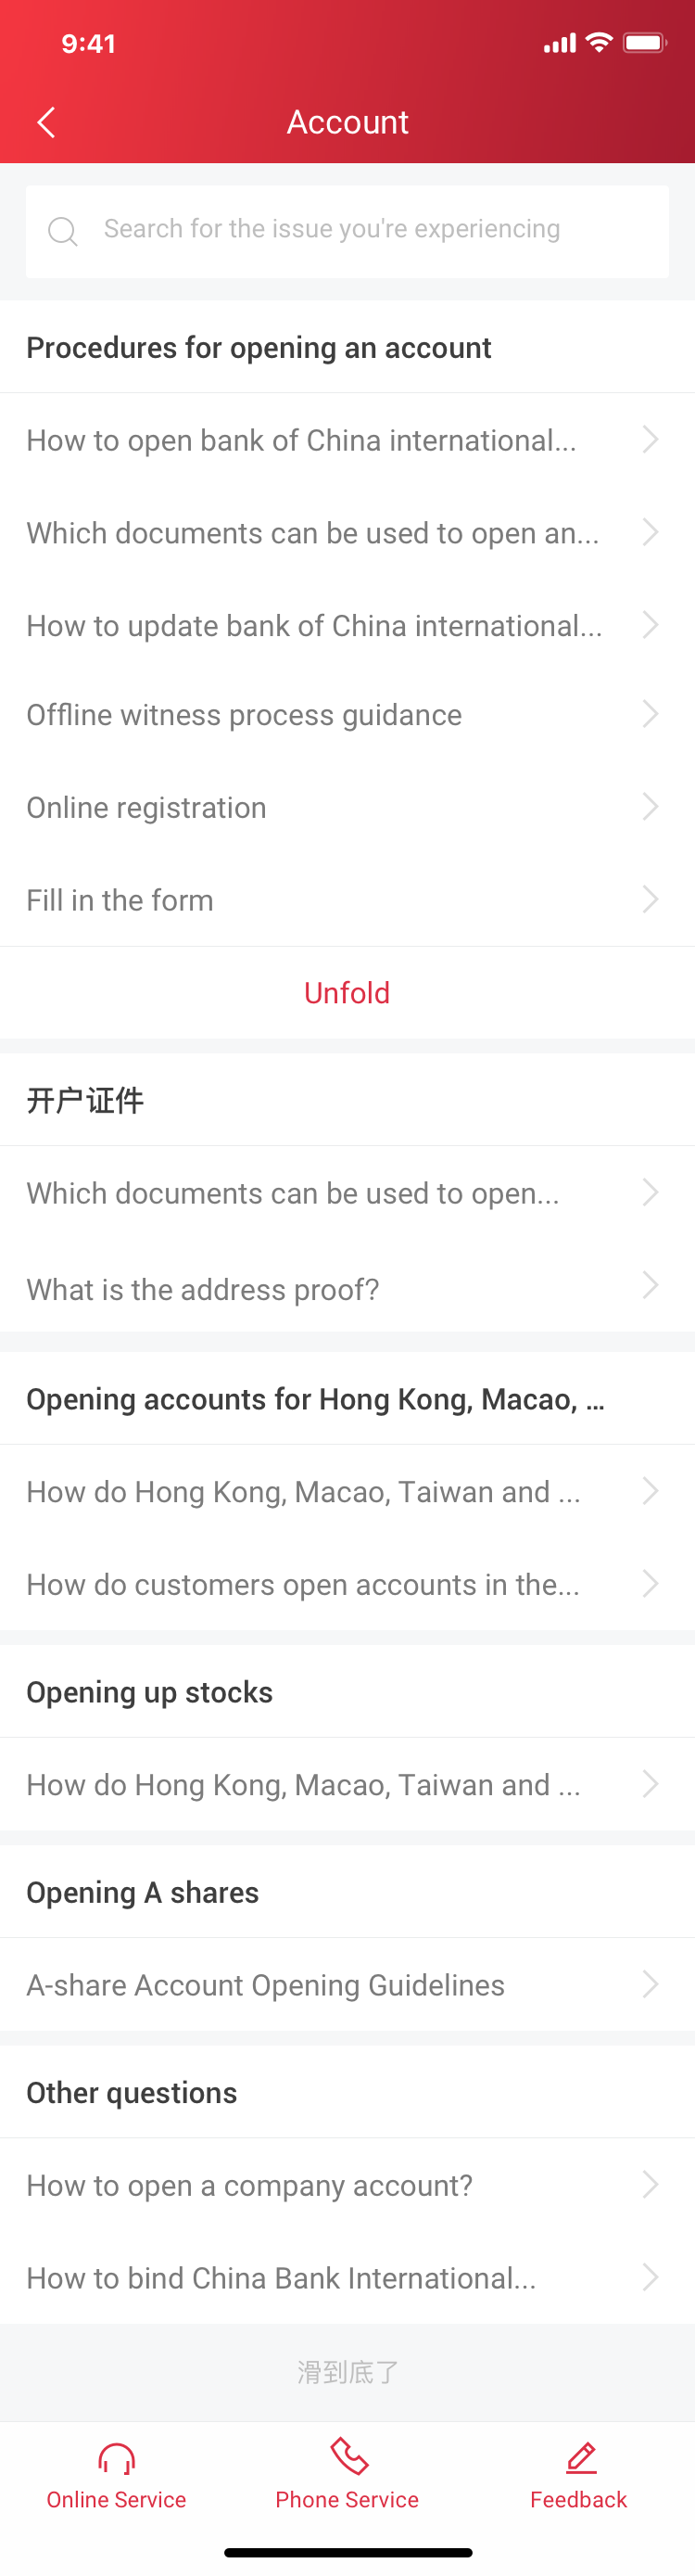 9:41
Account
Search for the issue you're experiencing
Procedures for opening an account
How to open bank of China international...
Which documents can be used to open an...
How to update bank of China international...
Offline witness process guidance
Online registration
Fill in the form
Unfold
开户证件
Which documents can be used to open...
What is the address proof?
Opening accounts for Hong Kong, Macao, ...
How do Hong Kong, Macao, Taiwan and ...
How do customers open accounts in the...
Opening up stocks
How do Hong Kong, Macao, Taiwan and ...
Opening A shares
A-share Account Opening Guidelines
Other questions
How to open a company account?
How to bind China Bank International...
滑到底了
Online Service
Phone Service
Feedback